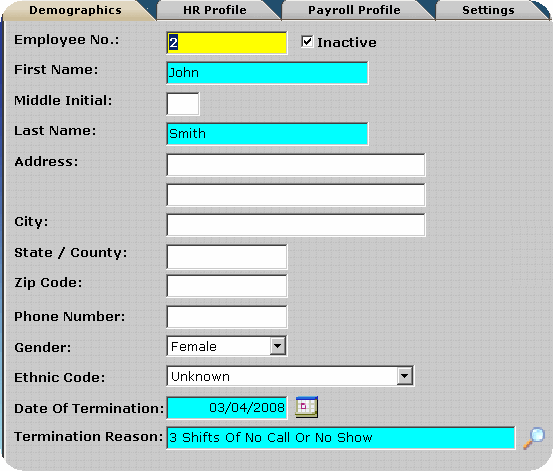 Demographics HR Profile Payroll Profile Settings
Employee No.: 2 Inactive
First Name: John
Middle Initial:
Last Name: Smith
Address:
City:
State / County:
Zip Code:
Phone Number:
Gender: Female
Ethnic Code: Unknown
Date Of Termination: 03/04/2008
Termination Reason: 3 Shifts Of No Call Or No Show